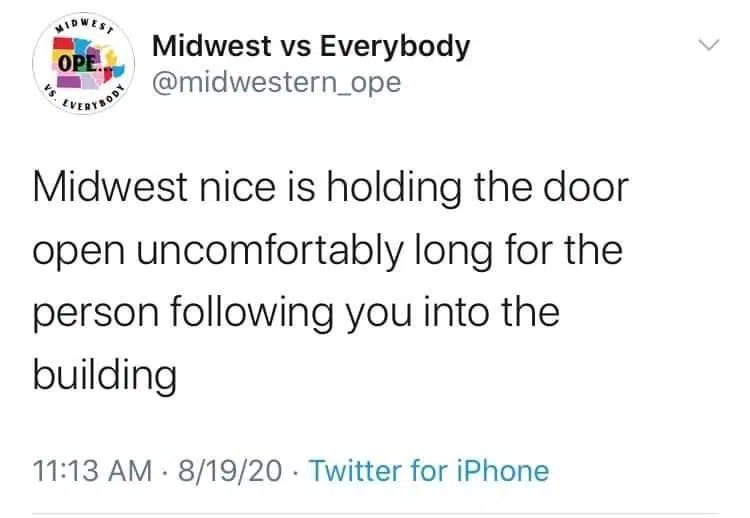 MIDWEST
OPE...
VS. EVERYBODY
Midwest vs Everybody
@midwestern_ope
Midwest nice is holding the door
open uncomfortably long for the
person following you into the
building
11:13 AM · 8/19/20 · Twitter for iPhone